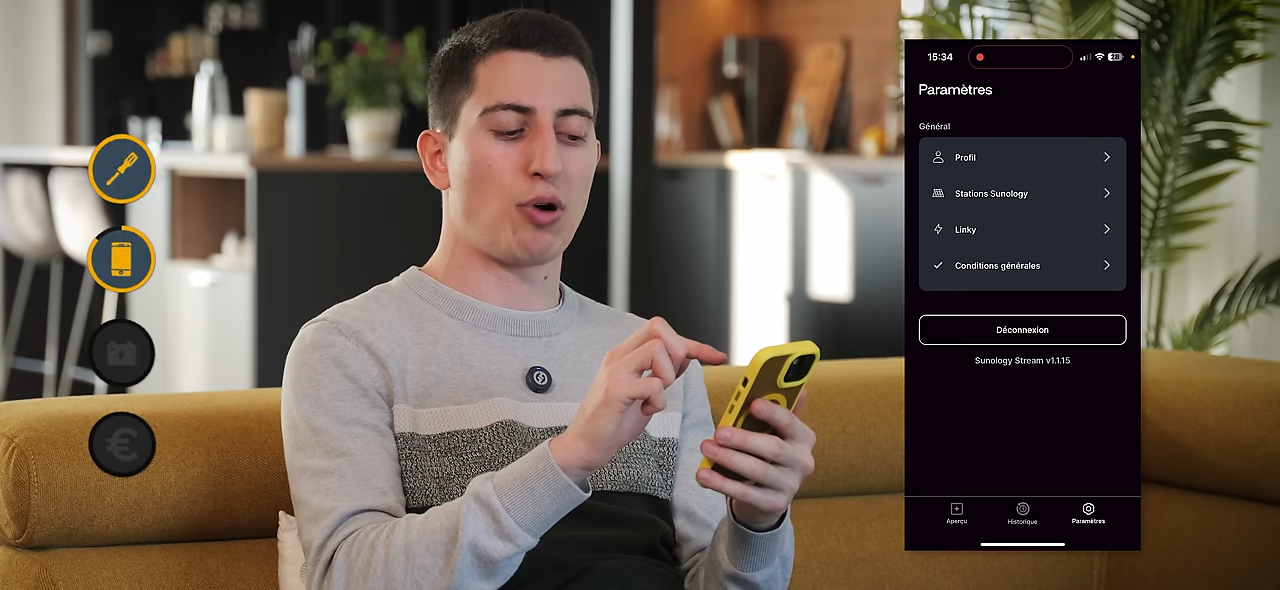 15:34
28
Paramètres
Général
Profil
Stations Sunology
Linky
Conditions générales
Déconnexion
Sunology Stream v1.1.15
Aperçu
Historique
Paramètres
€